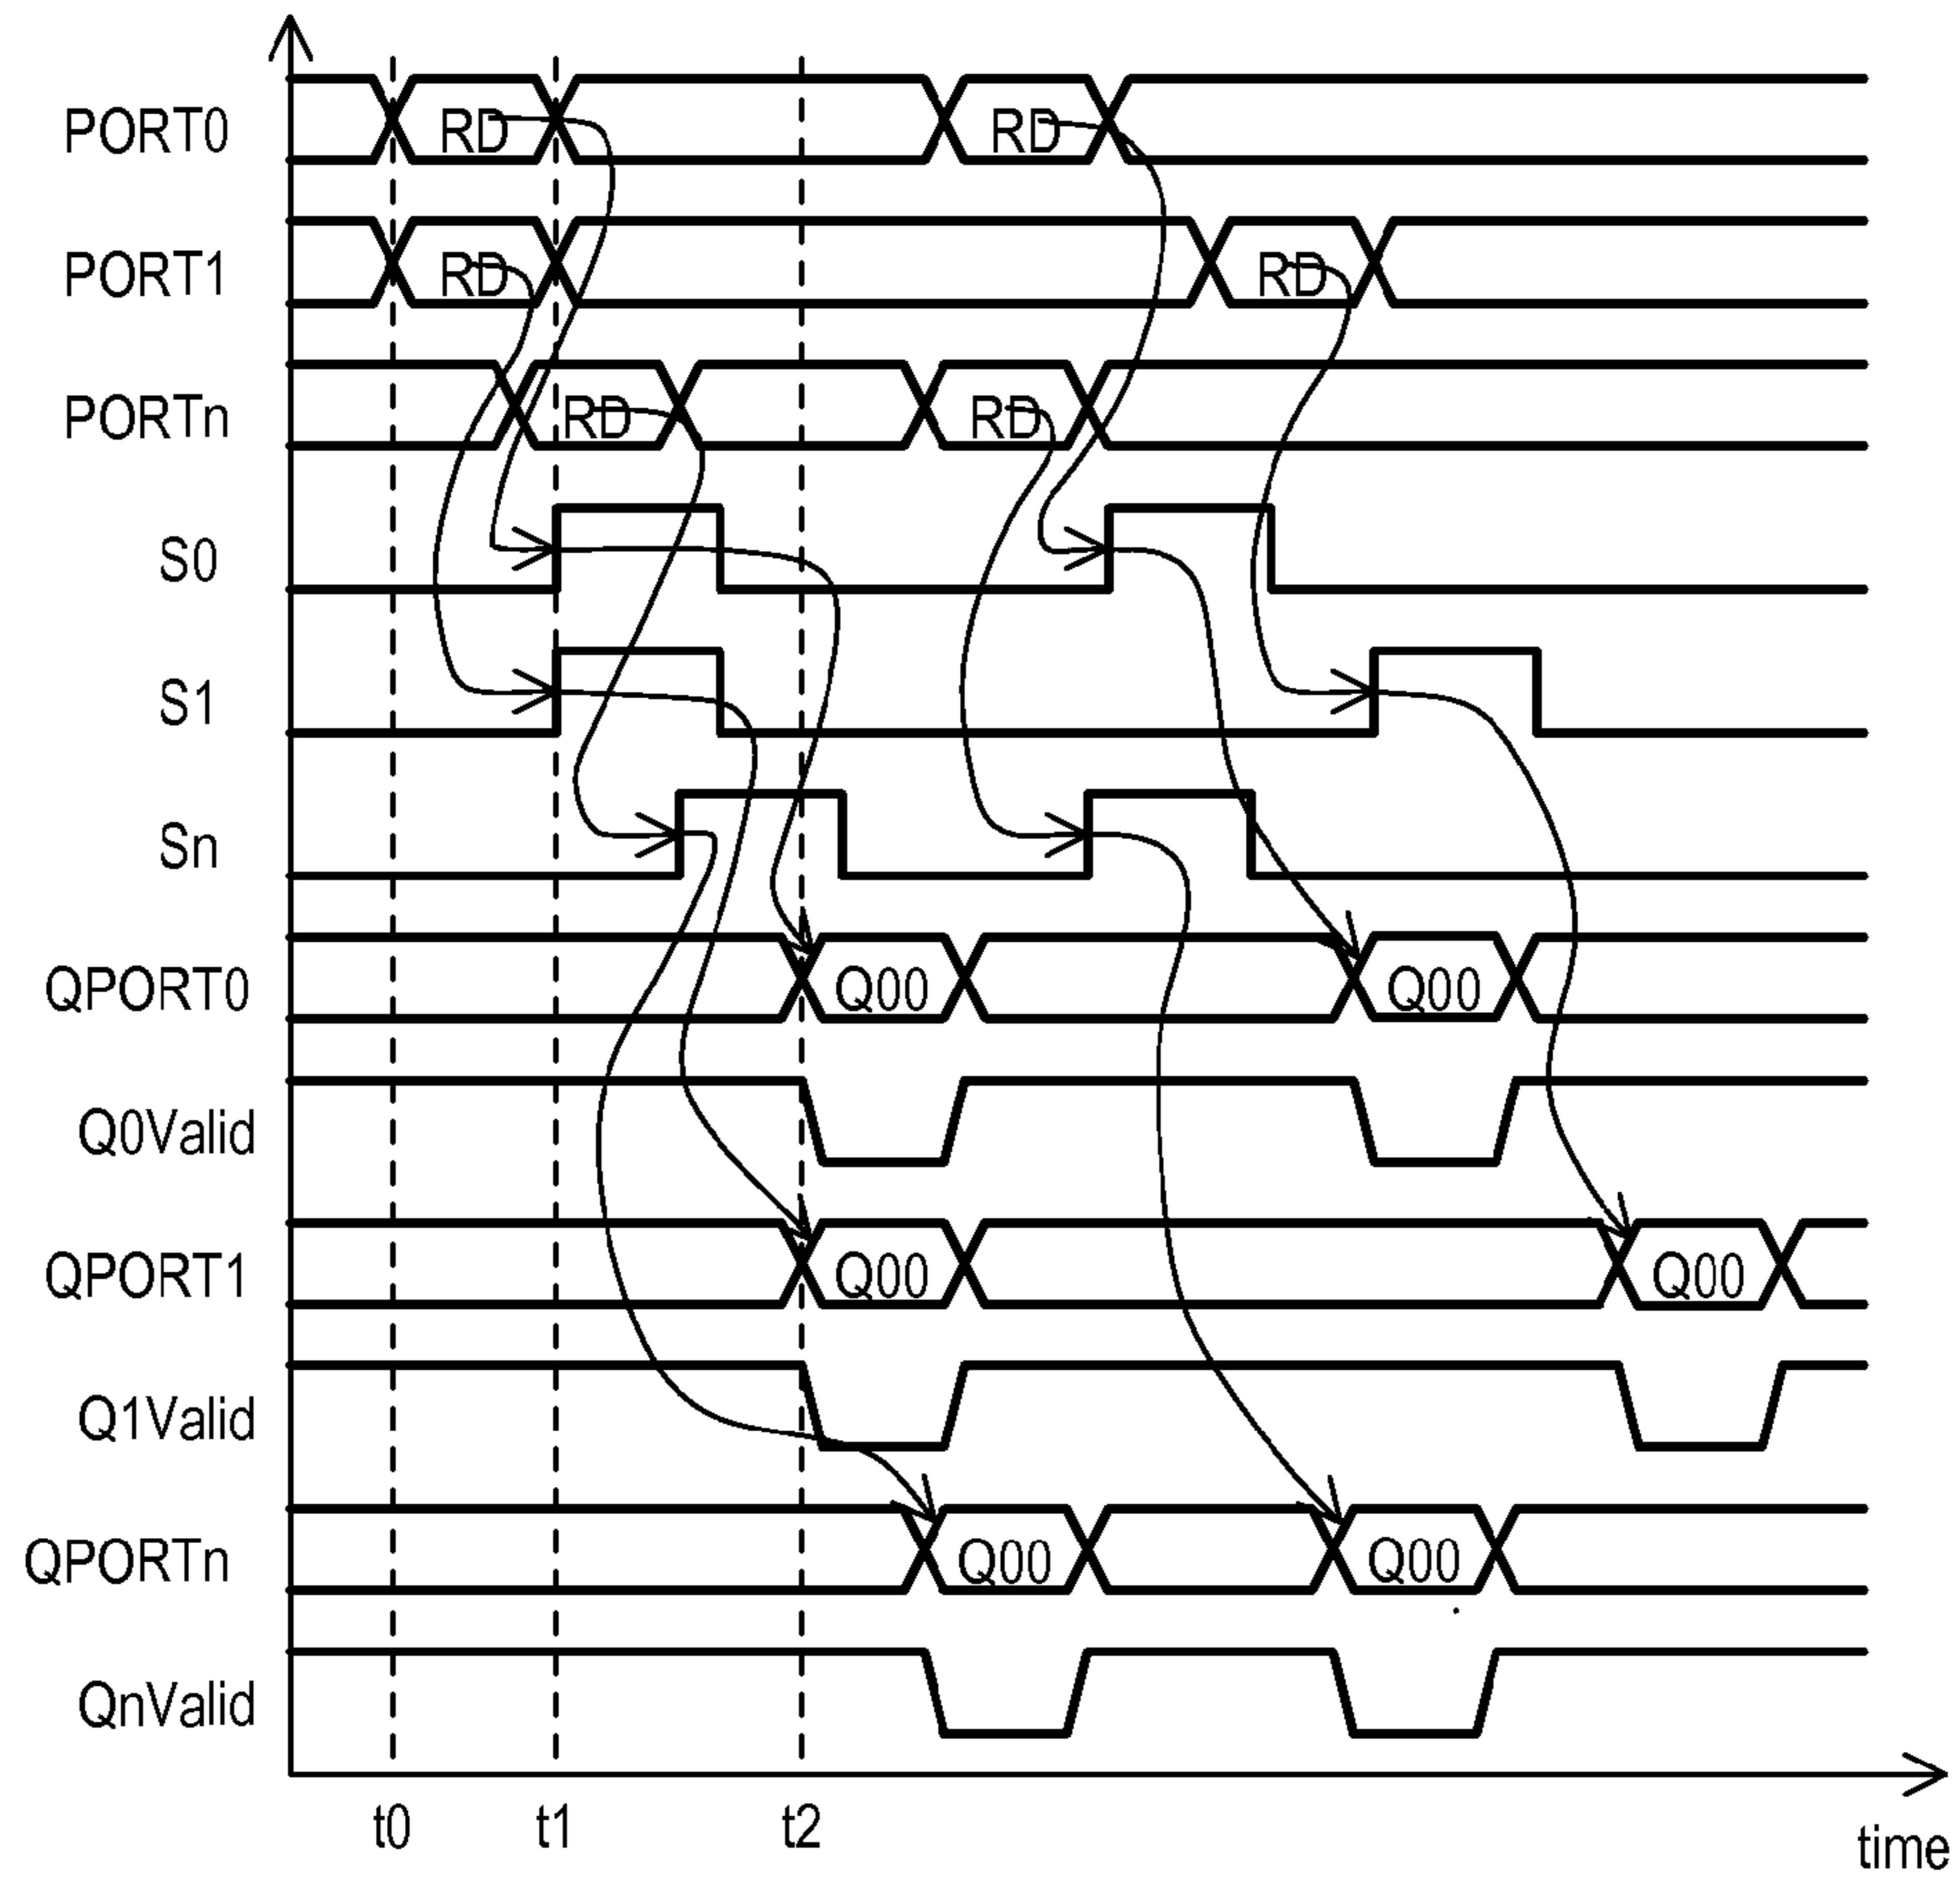 PORT0 RD RD
PORT1 RD RD
PORTn RD RD
S0
S1
Sn
QPORT0 Q00 Q00
Q0Valid
QPORT1 Q00 Q00
Q1Valid
QPORTn Q00 Q00
QnValid
t0 t1 t2
time